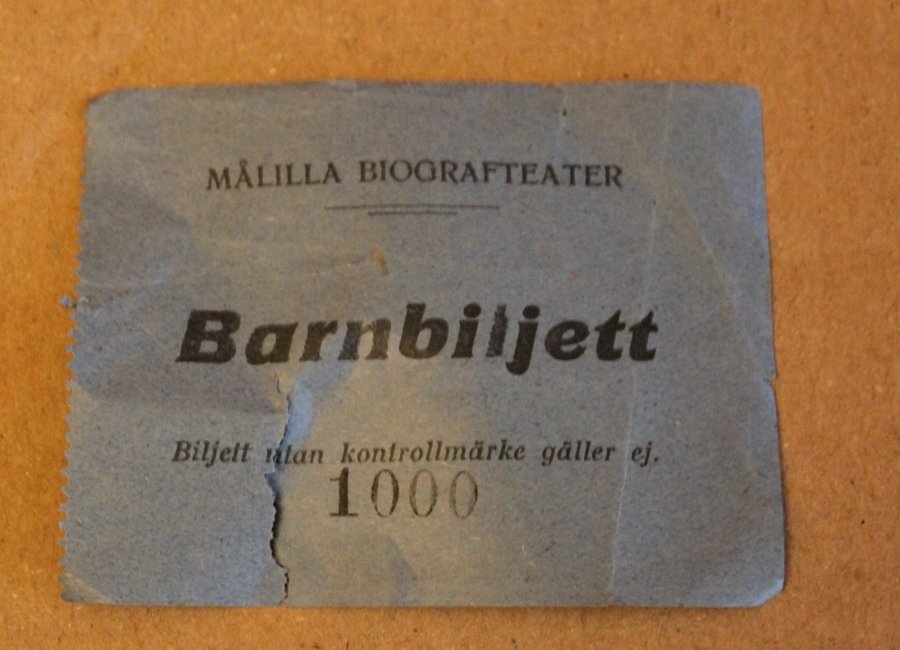 MÅLILLA BIOGRAFTEATER
Barnbiljett
Biljett utan kontrollmärke gäller ej.
1000